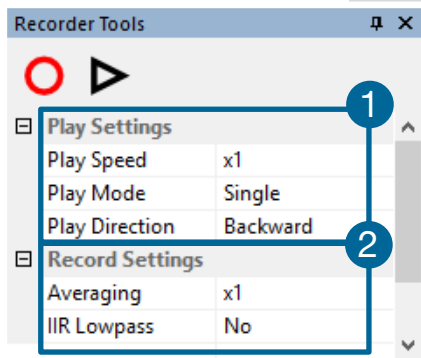 Recorder Tools
1
Play Settings
Play Speed x1
Play Mode Single
Play Direction Backward
2
Record Settings
Averaging x1
IIR Lowpass No